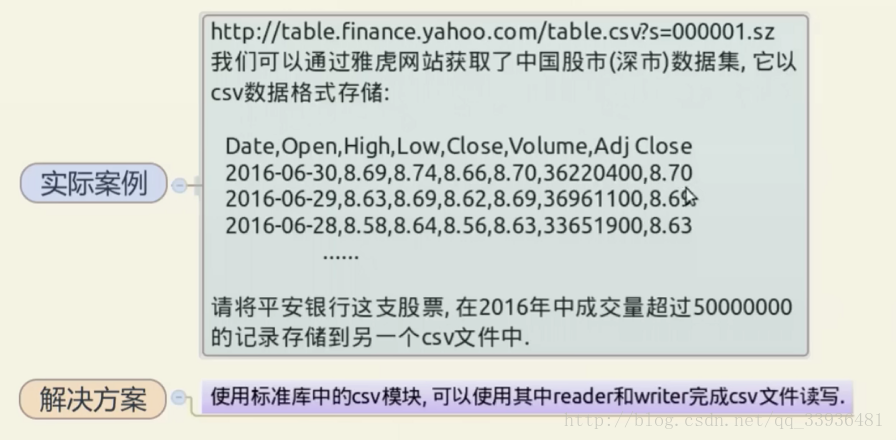 http://table.finance.yahoo.com/table.csv?s=000001.sz
我们可以通过雅虎网站获取了中国股市(深市)数据集, 它以
csv数据格式存储:
Date,Open,High,Low,Close,Volume,Adj Close
2016-06-30,8.69,8.74,8.66,8.70,36220400,8.70
2016-06-29,8.63,8.69,8.62,8.69,36961100,8.69
2016-06-28,8.58,8.64,8.56,8.63,33651900,8.63
......
实际案例
请将平安银行这支股票, 在2016年中成交量超过50000000
的记录存储到另一个csv文件中.
解决方案
使用标准库中的csv模块, 可以使用其中reader和writer完成csv文件读写.
http://blog.csdn.net/qq_33936481